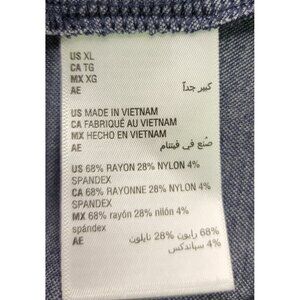 US XL
CA TG
MX XG
AE كبير جداً
US MADE IN VIETNAM
CA FABRIQUÉ AU VIETNAM
MX HECHO EN VIETNAM
AE صنع في فيتنام
US 68% RAYON 28% NYLON 4%
SPANDEX
CA 68% RAYONNE 28% NYLON 4%
SPANDEX
MX 68% rayón 28% nilón 4%
spándex
AE 68% رايون 28% نايلون
4% سباندكس